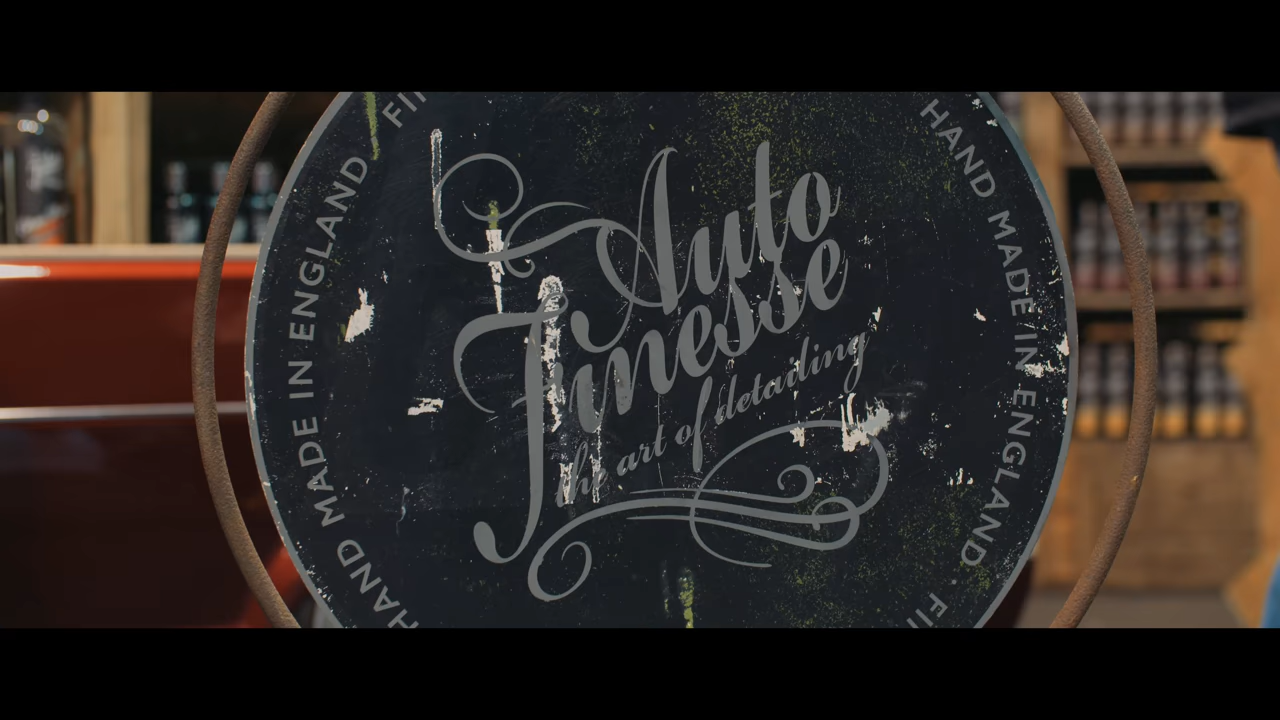 Auto
Finesse
the art of detailing
HAND MADE IN ENGLAND
HAND MADE IN ENGLAND